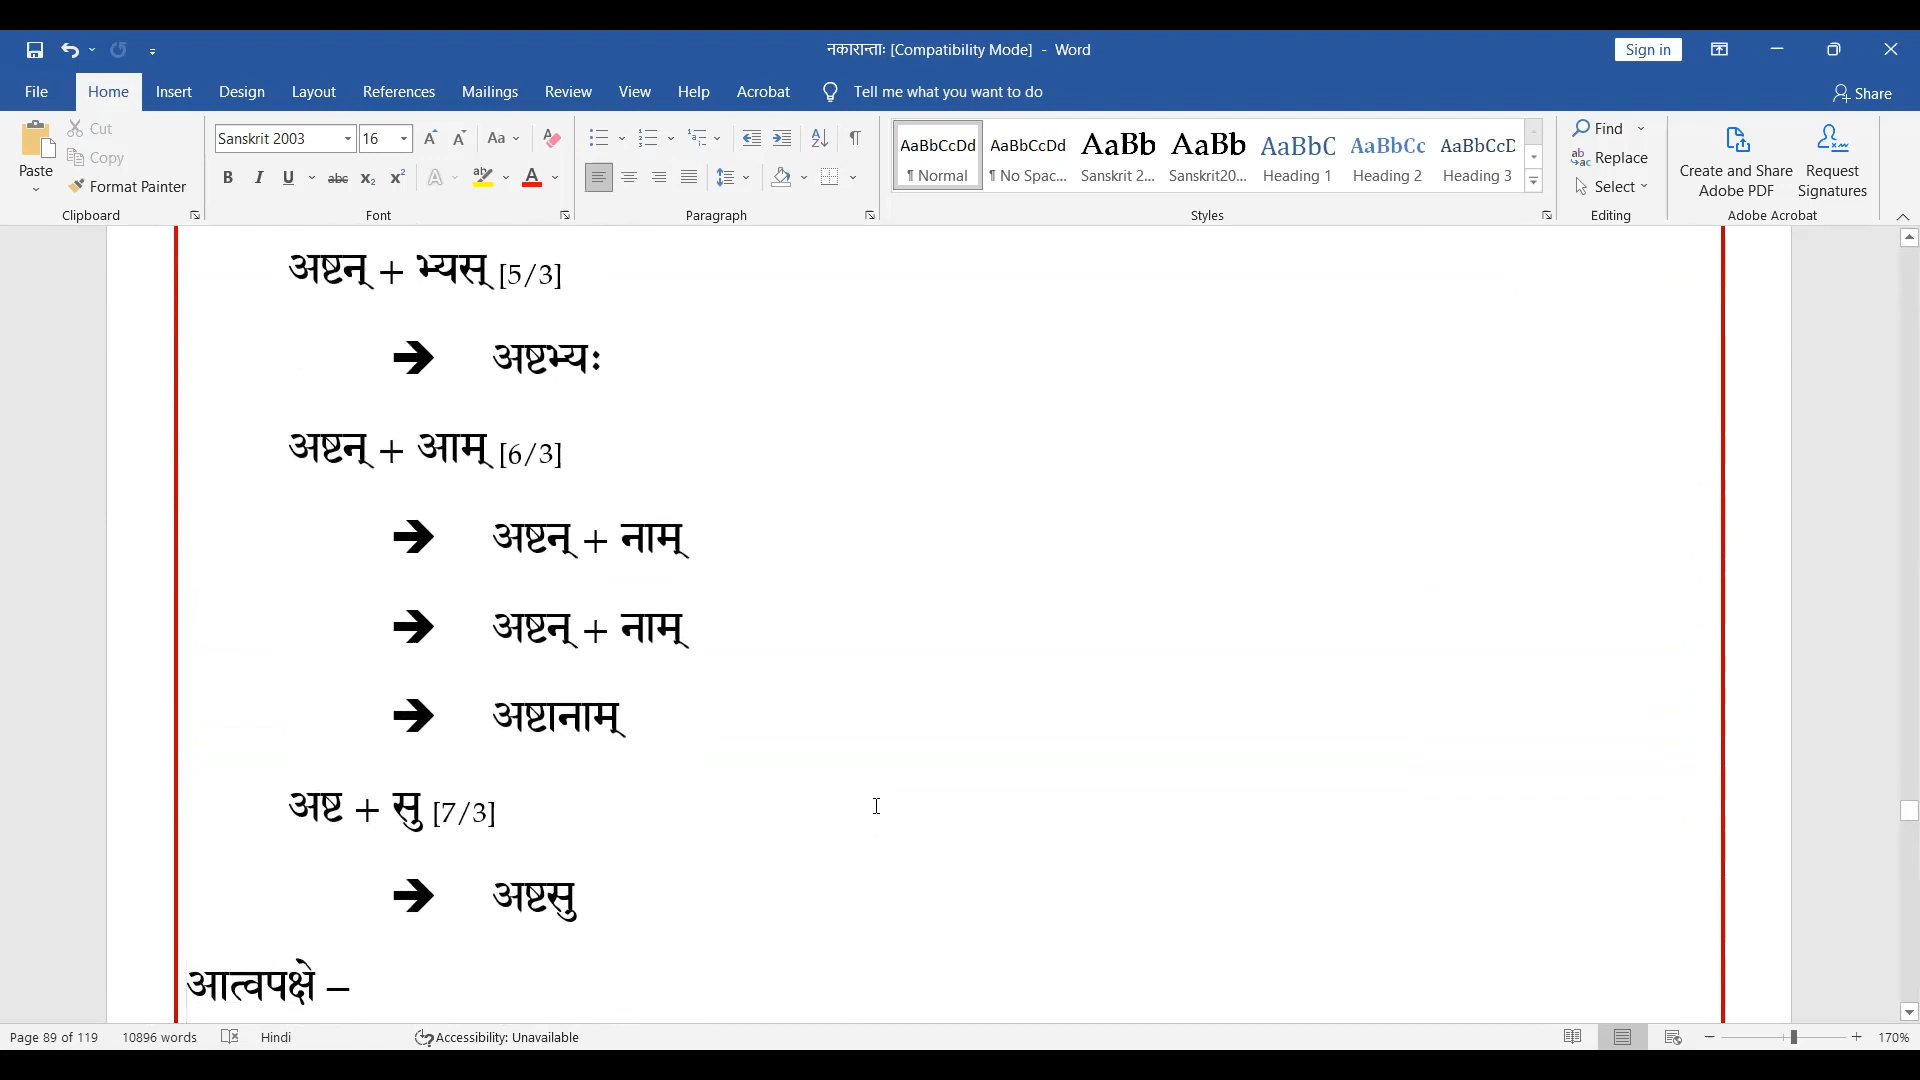 नकारान्ताः [Compatibility Mode] - Word
Sign in
File Home Insert Design Layout References Mailings Review View Help Acrobat Tell me what you want to do Share
Paste Cut Copy Format Painter Clipboard
Sanskrit 2003 16 Aa Font
Paragraph
AaBbCcDd AaBbCcDd AaBb AaBb AaBbC AaBbCc AaBbCcD
¶ Normal ¶ No Spac... Sanskrit 2... Sanskrit20... Heading 1 Heading 2 Heading 3
Styles
Find Replace Select Editing
Create and Share Adobe PDF Request Signatures Adobe Acrobat
अष्टन् + भ्यस् [5/3]
➔ अष्टभ्यः
अष्टन् + आम् [6/3]
➔ अष्टन् + नाम्
➔ अष्टन् + नाम्
➔ अष्टानाम्
अष्ट + सु [7/3]
➔ अष्टसु
आत्वपक्षे –
Page 89 of 119 10896 words Hindi Accessibility: Unavailable 170%